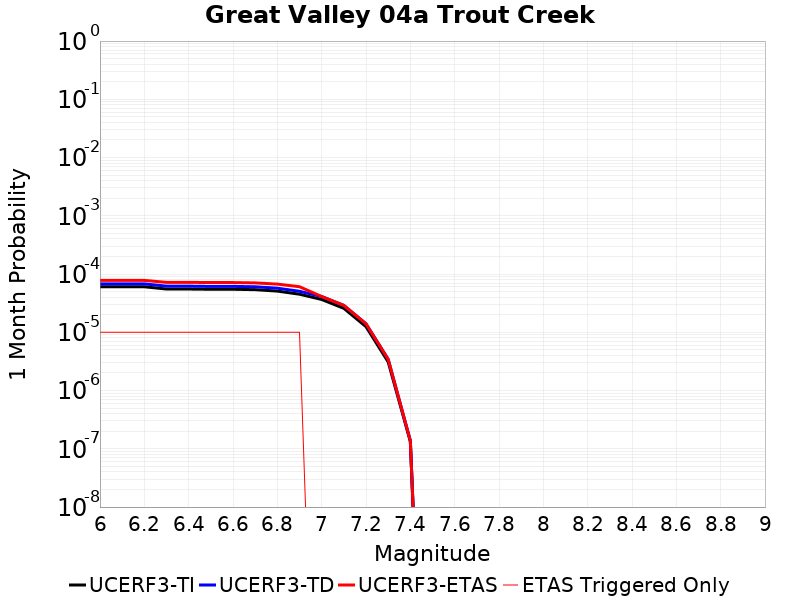 Great Valley 04a Trout Creek
1 Month Probability
10^0
10^-1
10^-2
10^-3
10^-4
10^-5
10^-6
10^-7
10^-8
6 6.2 6.4 6.6 6.8 7 7.2 7.4 7.6 7.8 8 8.2 8.4 8.6 8.8 9
Magnitude
UCERF3-TI UCERF3-TD UCERF3-ETAS ETAS Triggered Only